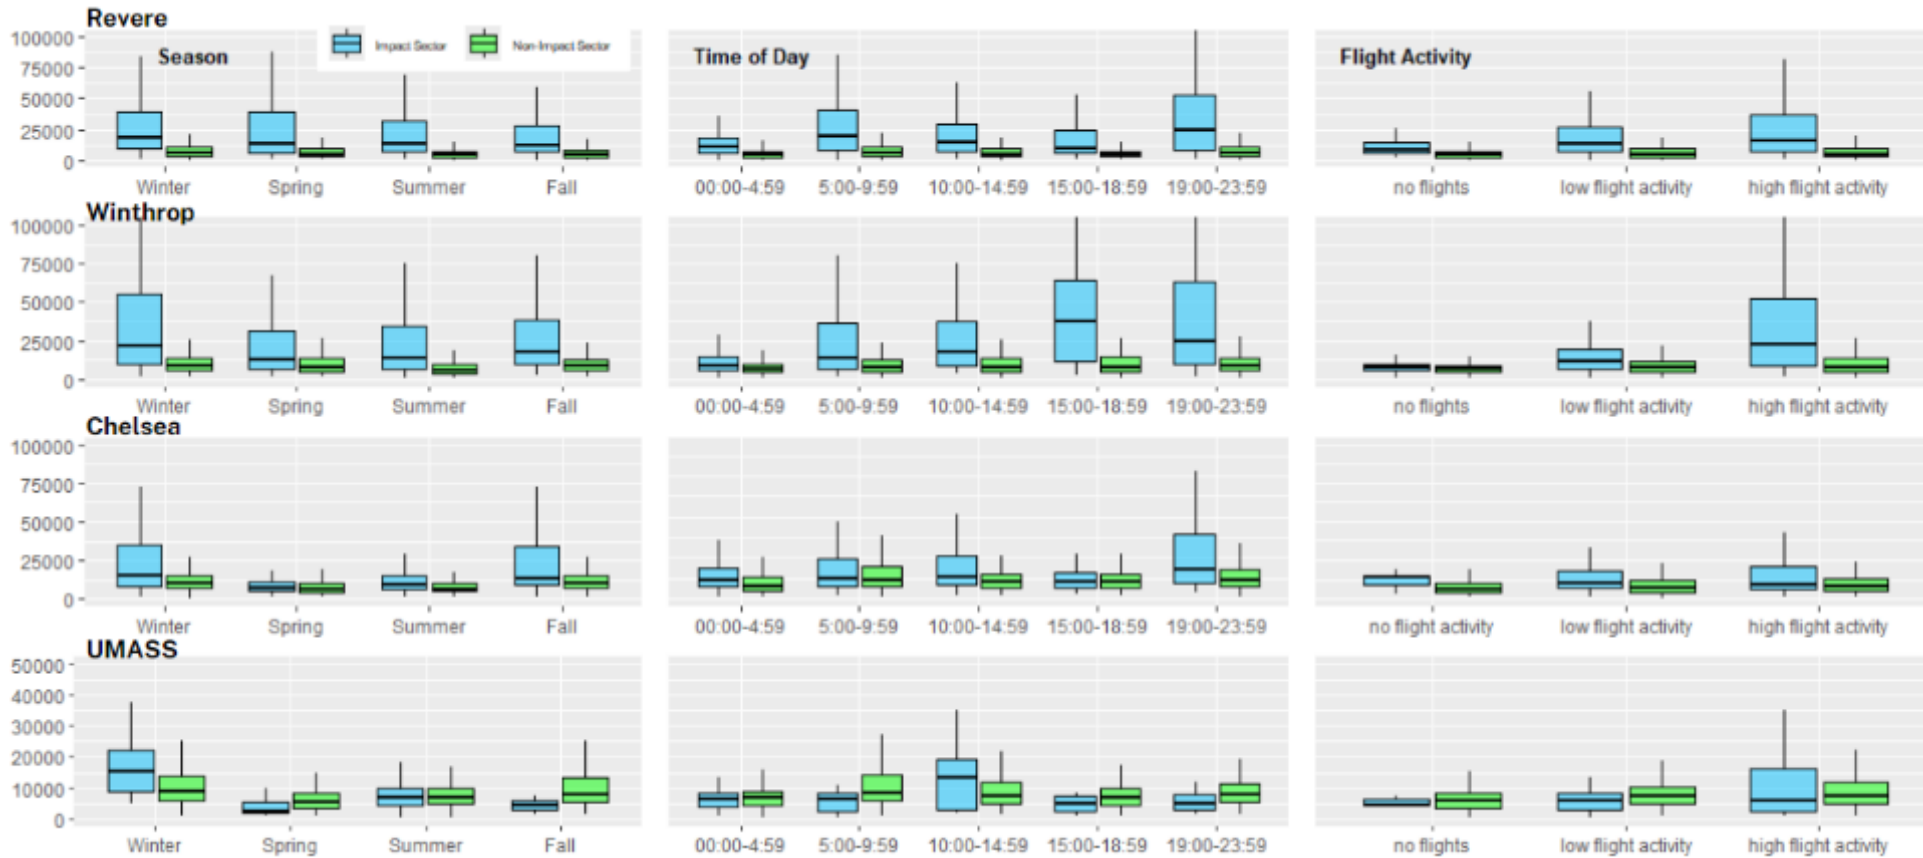 Revere
100000
75000
50000
25000
0
Season
Impact Sector
Non-Impact Sector
Time of Day
Flight Activity
Winter Spring Summer Fall
00:00-4:59 5:00-9:59 10:00-14:59 15:00-18:59 19:00-23:59
no flights low flight activity high flight activity
Winthrop
100000
75000
50000
25000
0
Winter Spring Summer Fall
00:00-4:59 5:00-9:59 10:00-14:59 15:00-18:59 19:00-23:59
no flights low flight activity high flight activity
Chelsea
100000
75000
50000
25000
0
Winter Spring Summer Fall
00:00-4:59 5:00-9:59 10:00-14:59 15:00-18:59 19:00-23:59
no flight activity low flight activity high flight activity
UMASS
50000
40000
30000
20000
10000
0
Winter Spring Summer Fall
00:00-4:59 5:00-9:59 10:00-14:59 15:00-18:59 19:00-23:59
no flights low flight activity high flight activity